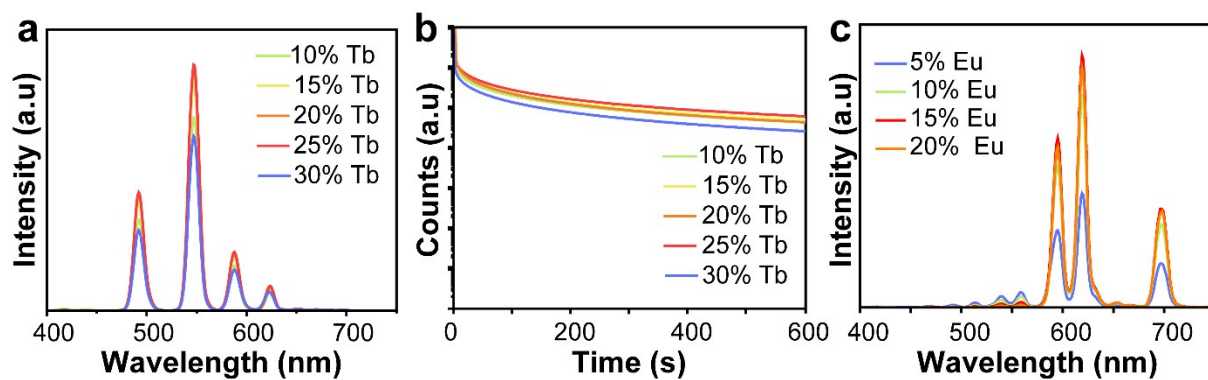 a
Intensity (a.u)
10% Tb
15% Tb
20% Tb
25% Tb
30% Tb
400 500 600 700
Wavelength (nm)
b
Counts (a.u)
10% Tb
15% Tb
20% Tb
25% Tb
30% Tb
0 200 400 600
Time (s)
c
Intensity (a.u)
5% Eu
10% Eu
15% Eu
20% Eu
400 500 600 700
Wavelength (nm)